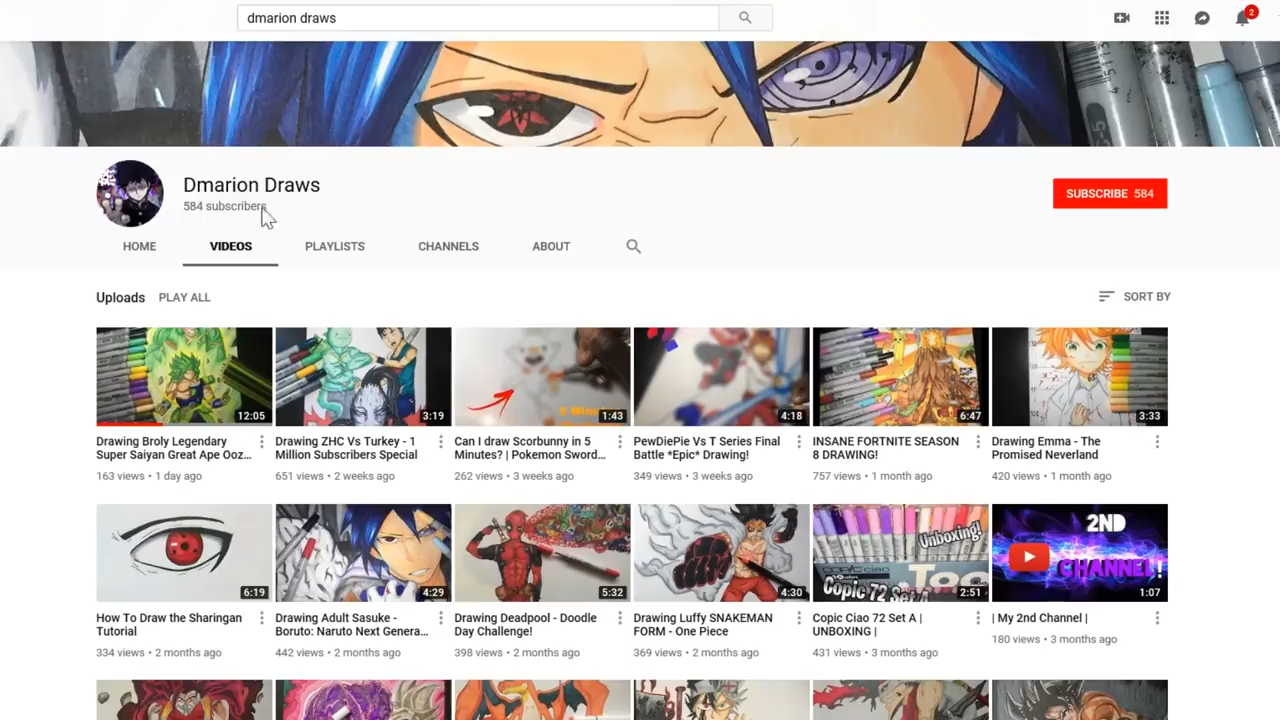 dmarion draws
2
Dmarion Draws
584 subscribers
SUBSCRIBE 584
HOME VIDEOS PLAYLISTS CHANNELS ABOUT
Uploads PLAY ALL
SORT BY
12:05
3:19
5 Minu
1:43
4:18
6:47
3:33
Drawing Broly Legendary
Super Saiyan Great Ape Ooz...
163 views • 1 day ago
Drawing ZHC Vs Turkey - 1
Million Subscribers Special
651 views • 2 weeks ago
Can I draw Scorbunny in 5
Minutes? | Pokemon Sword...
262 views • 3 weeks ago
PewDiePie Vs T Series Final
Battle *Epic* Drawing!
349 views • 3 weeks ago
INSANE FORTNITE SEASON
8 DRAWING!
757 views • 1 month ago
Drawing Emma - The
Promised Neverland
420 views • 1 month ago
6:19
4:29
5:32
4:30
Unboxing!
Copic 72 Set A
2:51
2ND
CHANNEL!
1:07
How To Draw the Sharingan
Tutorial
334 views • 2 months ago
Drawing Adult Sasuke -
Boruto: Naruto Next Genera...
442 views • 2 months ago
Drawing Deadpool - Doodle
Day Challenge!
398 views • 2 months ago
Drawing Luffy SNAKEMAN
FORM - One Piece
369 views • 2 months ago
Copic Ciao 72 Set A |
UNBOXING |
431 views • 3 months ago
| My 2nd Channel |
180 views • 3 months ago